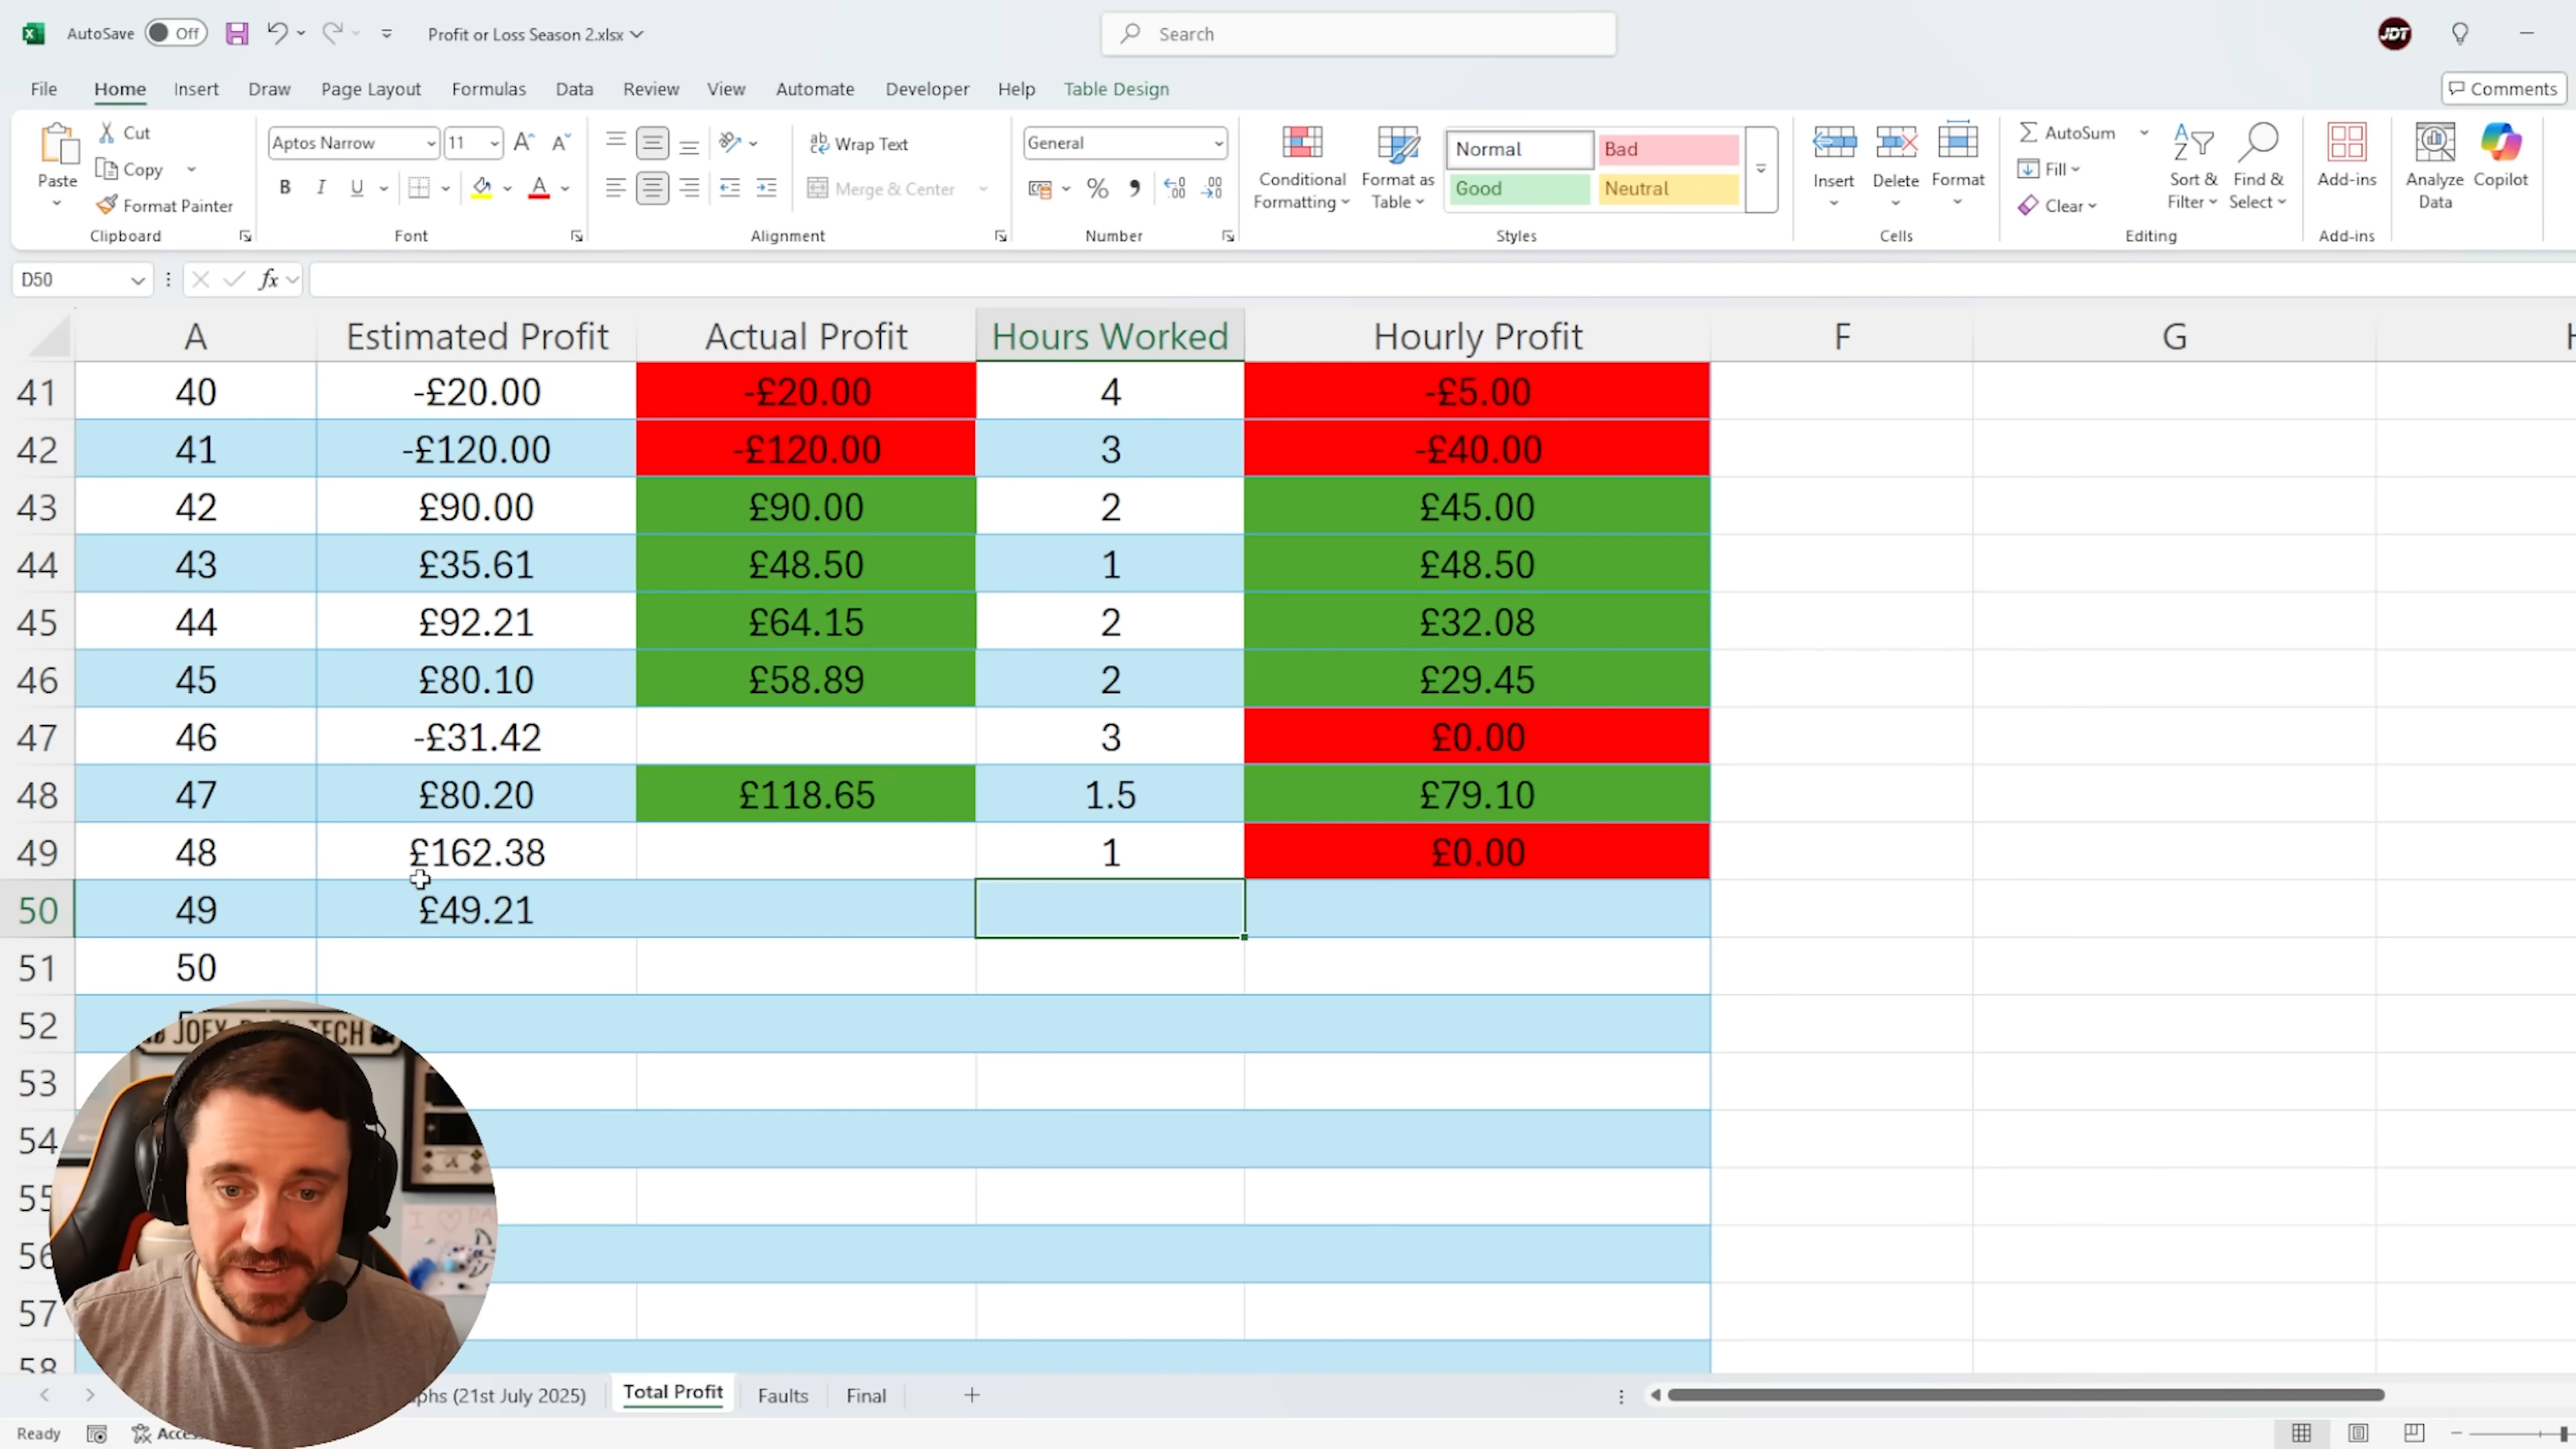 AutoSave Off Profit or Loss Season 2.xlsx Search JDT
File Home Insert Draw Page Layout Formulas Data Review View Automate Developer Help Table Design Comments
Paste Cut Copy Format Painter Clipboard
Aptos Narrow 11 B I U Font
Wrap Text Merge & Center Alignment
General % Number
Conditional Formatting Format as Table Normal Bad Good Neutral Styles
Insert Delete Format Cells
AutoSum Fill Clear Sort & Filter Find & Select Editing
Add-ins Add-ins
Analyze Data Copilot
D50 fx
A Estimated Profit Actual Profit Hours Worked Hourly Profit F G
41 40 -£20.00 -£20.00 4 -£5.00
42 41 -£120.00 -£120.00 3 -£40.00
43 42 £90.00 £90.00 2 £45.00
44 43 £35.61 £48.50 1 £48.50
45 44 £92.21 £64.15 2 £32.08
46 45 £80.10 £58.89 2 £29.45
47 46 -£31.42 3 £0.00
48 47 £80.20 £118.65 1.5 £79.10
49 48 £162.38 1 £0.00
50 49 £49.21
51 50
52
53
54
55
56
57
58
JOEY TECH
I ♡ DA
phs (21st July 2025) Total Profit Faults Final
Ready